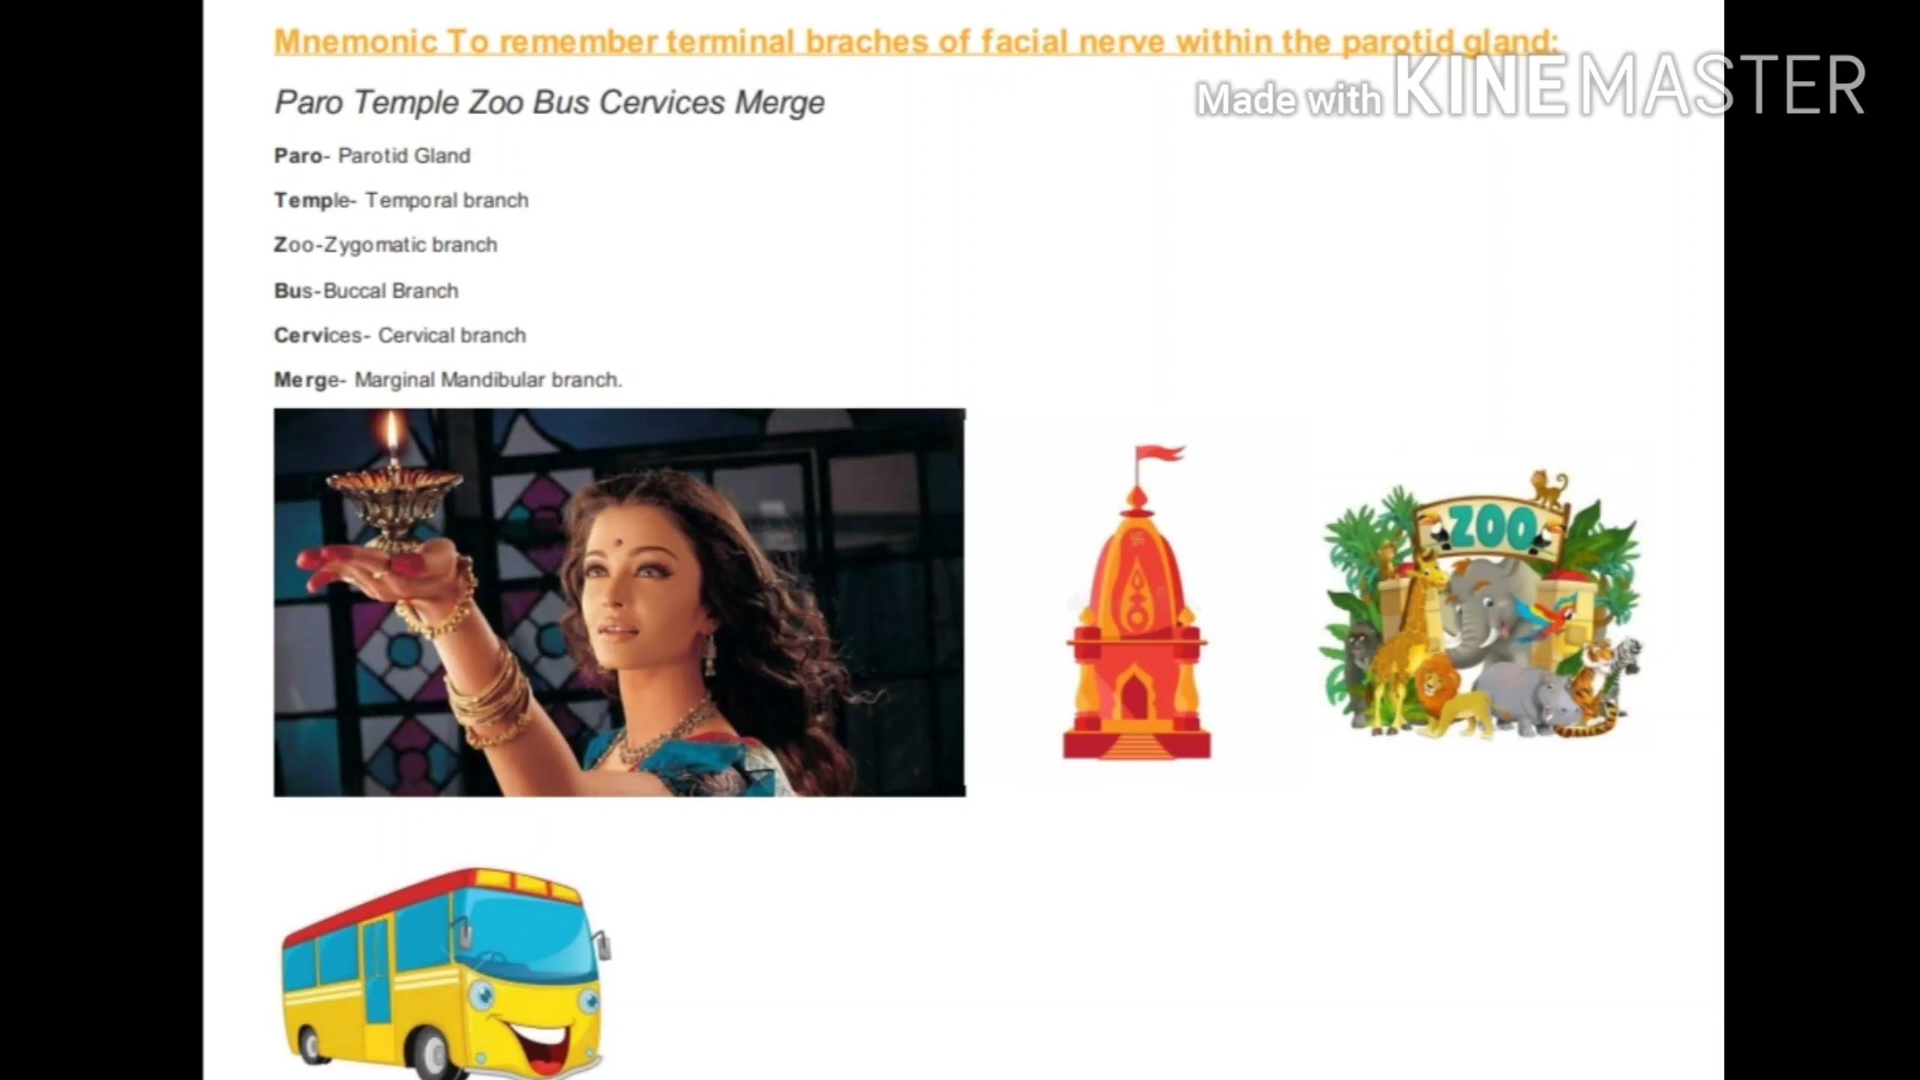 Mnemonic To remember terminal braches of facial nerve within the parotid gland:
Made with KINEMASTER
Paro Temple Zoo Bus Cervices Merge
Paro- Parotid Gland
Temple- Temporal branch
Zoo-Zygomatic branch
Bus-Buccal Branch
Cervices- Cervical branch
Merge- Marginal Mandibular branch.
ZOO